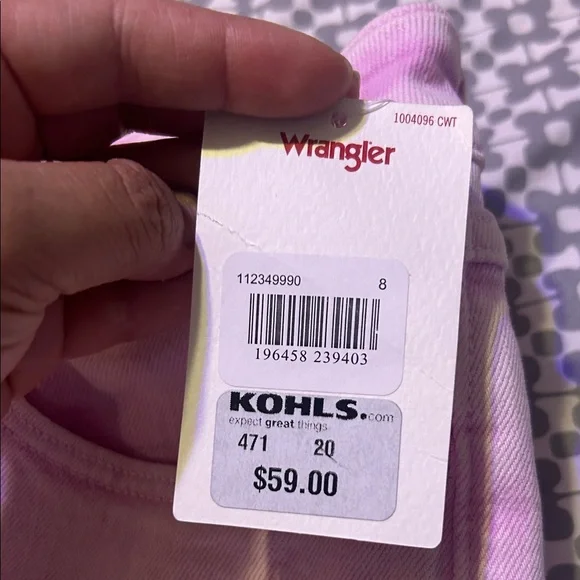 1004096 CWT
Wrangler
112349990 8
196458 239403
KOHLS.com
expect great things
471 20
$59.00